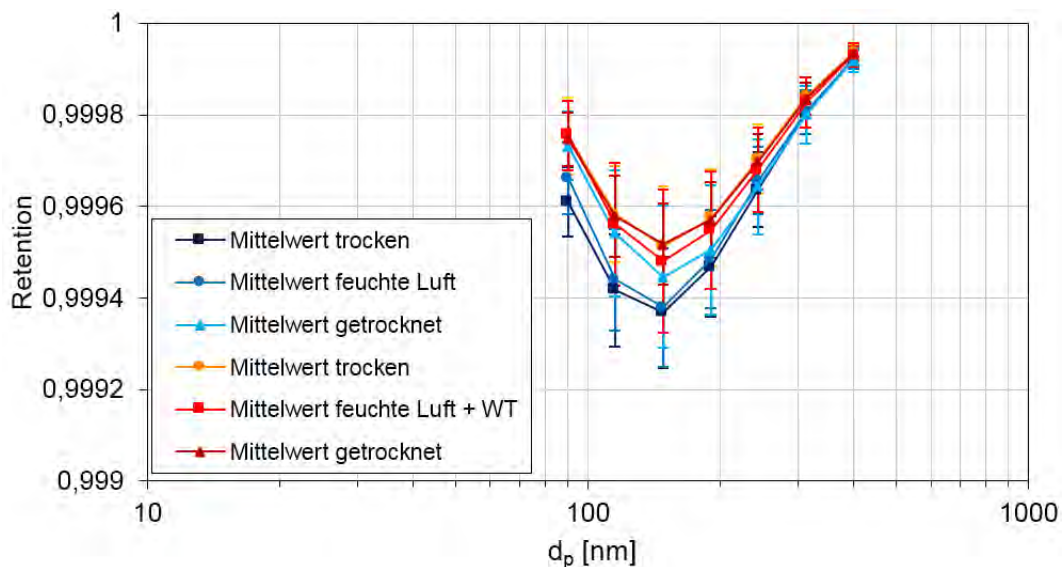 1
0,9998
0,9996
0,9994
0,9992
0,999
Retention
Mittelwert trocken
Mittelwert feuchte Luft
Mittelwert getrocknet
Mittelwert trocken
Mittelwert feuchte Luft + WT
Mittelwert getrocknet
10
100
1000
dp [nm]